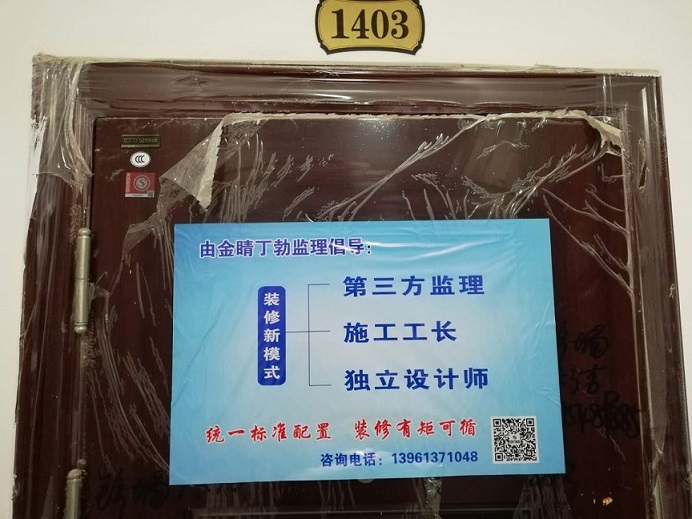 1403
由金睛丁勃监理倡导：
装修新模式
第三方监理
施工工长
独立设计师
统一标准配置 装修有矩可循
咨询电话：13961371048